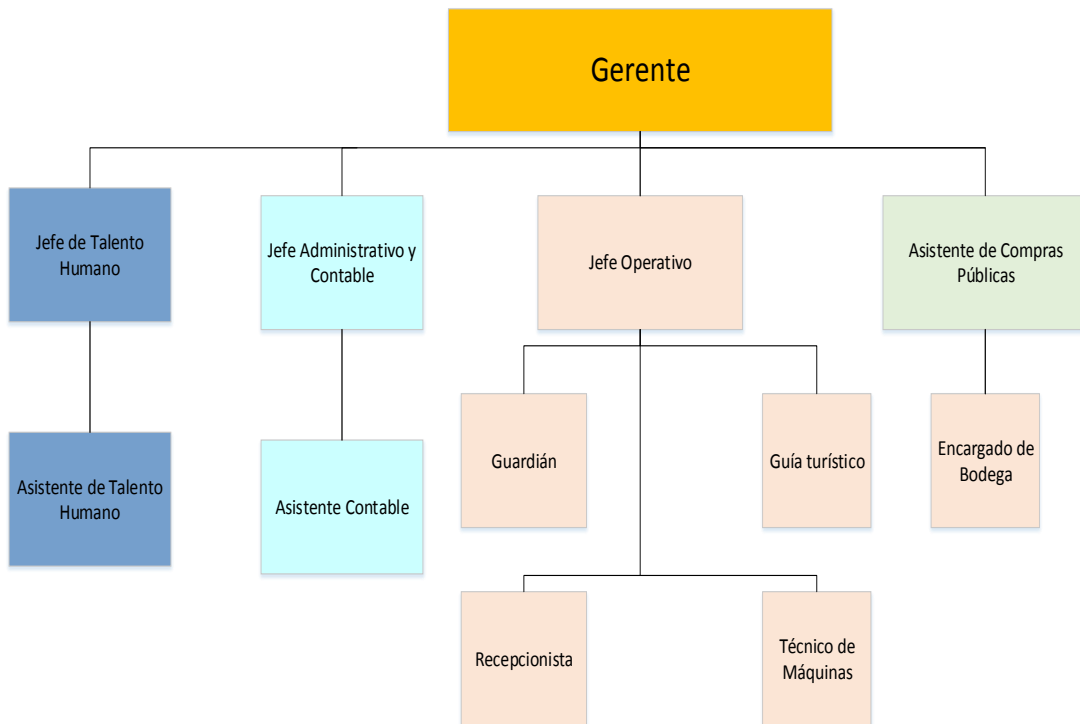 Gerente
Jefe de Talento
Humano
Jefe Administrativo y
Contable
Jefe Operativo
Asistente de Compras
Públicas
Guardián
Guía turístico
Encargado de
Bodega
Asistente de Talento
Humano
Asistente Contable
Recepcionista
Técnico de
Máquinas